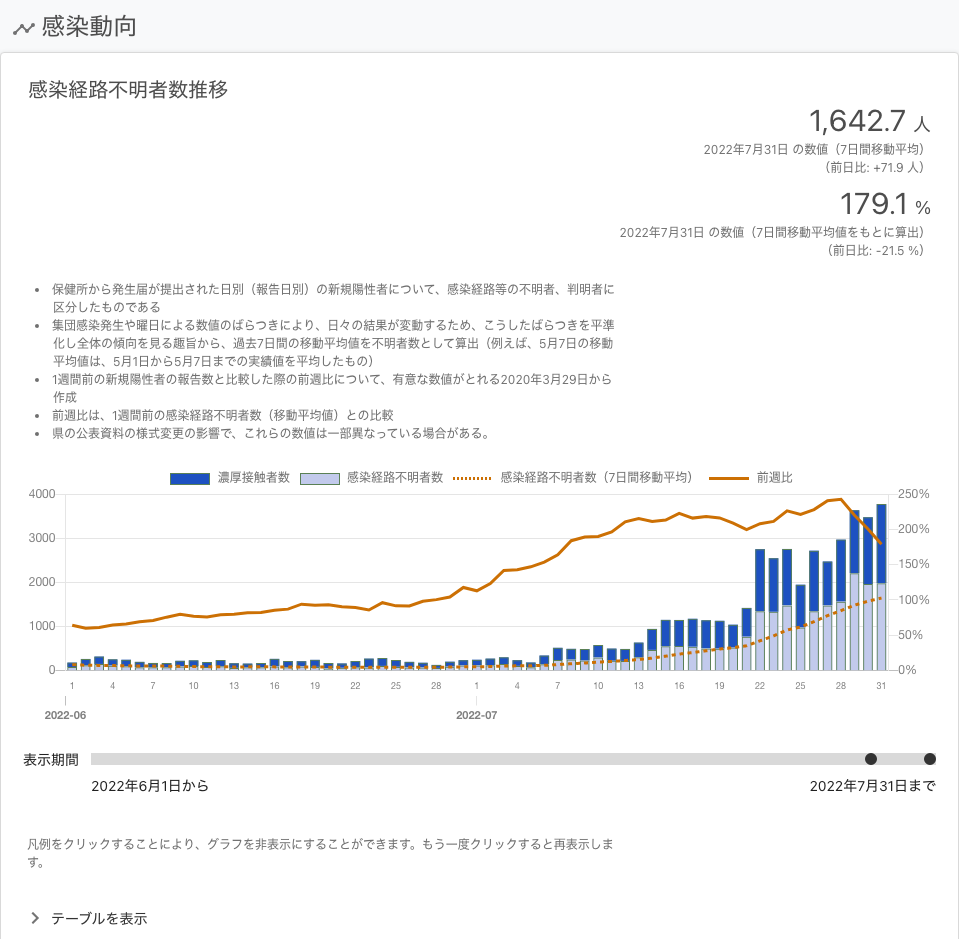 感染動向
感染経路不明者数推移
1,642.7 人
2022年7月31日 の数値（7日間移動平均）
（前日比: +71.9 人）
179.1 %
2022年7月31日 の数値（7日間移動平均値をもとに算出）
（前日比: -21.5 %）
• 保健所から発生届が提出された日別（報告日別）の新規陽性者について、感染経路等の不明者、判明者に
区分したものである
• 集団感染発生や曜日による数値のばらつきにより、日々の結果が変動するため、こうしたばらつきを平準
化し全体の傾向を見る趣旨から、過去7日間の移動平均値を不明者数として算出（例えば、5月7日の移動
平均値は、5月1日から5月7日までの実績値を平均したもの）
• 1週間前の新規陽性者の報告数と比較した際の前週比について、有意な数値がとれる2020年3月29日から
作成
• 前週比は、1週間前の感染経路不明者数（移動平均値）との比較
• 県の公表資料の様式変更の影響で、これらの数値は一部異なっている場合がある。
濃厚接触者数 感染経路不明者数 感染経路不明者数（7日間移動平均） 前週比
4000 250%
200%
3000
150%
2000
100%
1000
50%
0 0%
1 4 7 10 13 16 19 22 25 28 1 4 7 10 13 16 19 22 25 28 31
2022-06 2022-07
表示期間
2022年6月1日から 2022年7月31日まで
凡例をクリックすることにより、グラフを非表示にすることができます。もう一度クリックすると再表示しま
す。
テーブルを表示